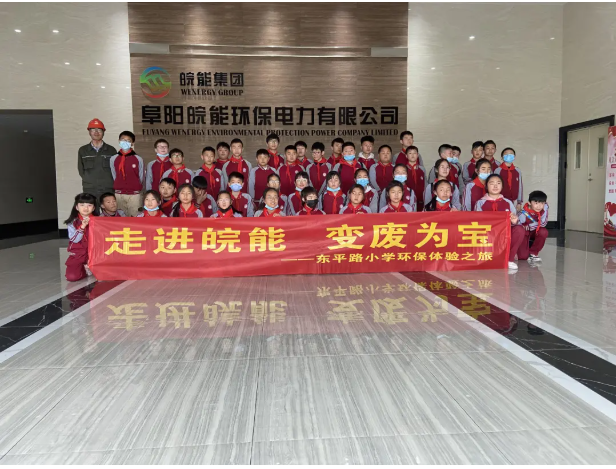 皖能集团
WENERGY GROUP
阜阳皖能环保电力有限公司
FUYANG WENERGY ENVIRONMENTAL PROTECTION POWER COMPANY LIMITED
走进皖能 变废为宝
——东平路小学环保体验之旅